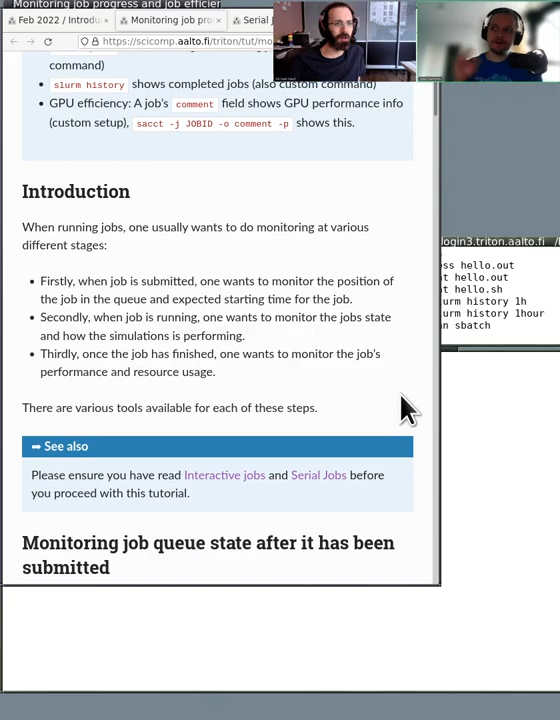 Monitoring job progress and job efficier
Feb 2022 / Introdu
Monitoring job pro
Serial J
https://scicomp.aalto.fi/triton/tut/mo
command)
slurm history shows completed jobs (also custom command)
GPU efficiency: A job's comment field shows GPU performance info
(custom setup), sacct -j JOBID -o comment -p shows this.
Introduction
When running jobs, one usually wants to do monitoring at various
different stages:
Firstly, when job is submitted, one wants to monitor the position of
the job in the queue and expected starting time for the job.
Secondly, when job is running, one wants to monitor the jobs state
and how the simulations is performing.
Thirdly, once the job has finished, one wants to monitor the job's
performance and resource usage.
There are various tools available for each of these steps.
➡ See also
Please ensure you have read Interactive jobs and Serial Jobs before
you proceed with this tutorial.
Monitoring job queue state after it has been
submitted
login3.triton.aalto.fi
ess hello.out
at hello.out
at hello.sh
lurm history 1h
lurm history 1hour
an sbatch